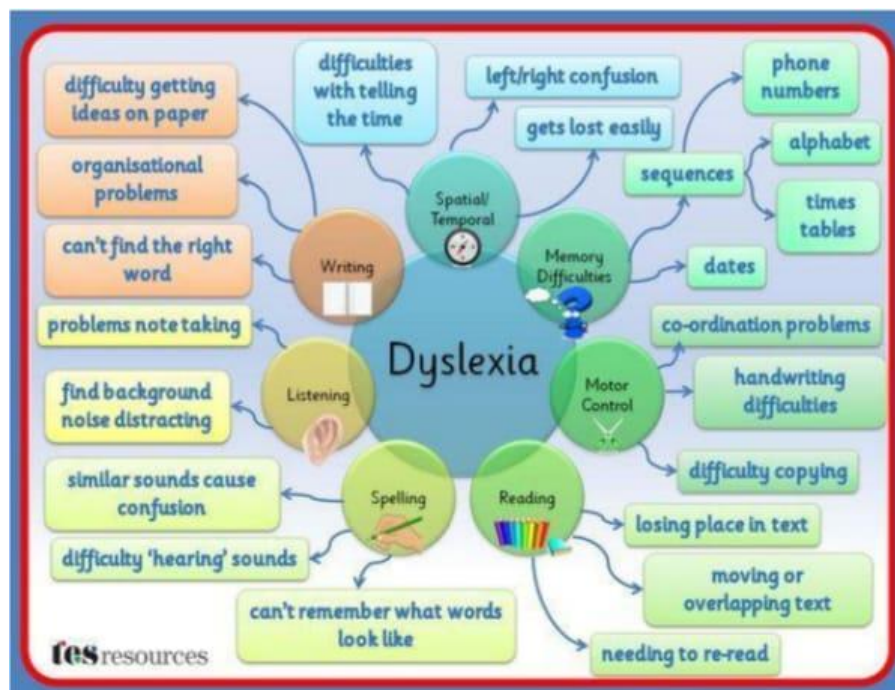 difficulty getting
ideas on paper
organisational
problems
can't find the right
word
Writing
difficulties
with telling
the time
left/right confusion
gets lost easily
Spatial/
Temporal
phone
numbers
alphabet
times
tables
sequences
dates
Memory
Difficulties
Dyslexia
problems note taking
find background
noise distracting
Listening
co-ordination problems
handwriting
difficulties
difficulty copying
Motor
Control
similar sounds cause
confusion
difficulty 'hearing' sounds
can't remember what words
look like
Spelling
Reading
losing place in text
moving or
overlapping text
needing to re-read
tes resources